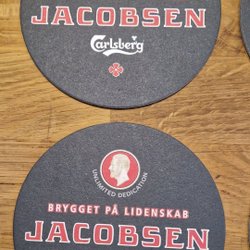 JACOBSEN
Carlsberg
UNLIMITED DEDICATION
BRYGGET PÅ LIDENSKAB
JACOBSEN